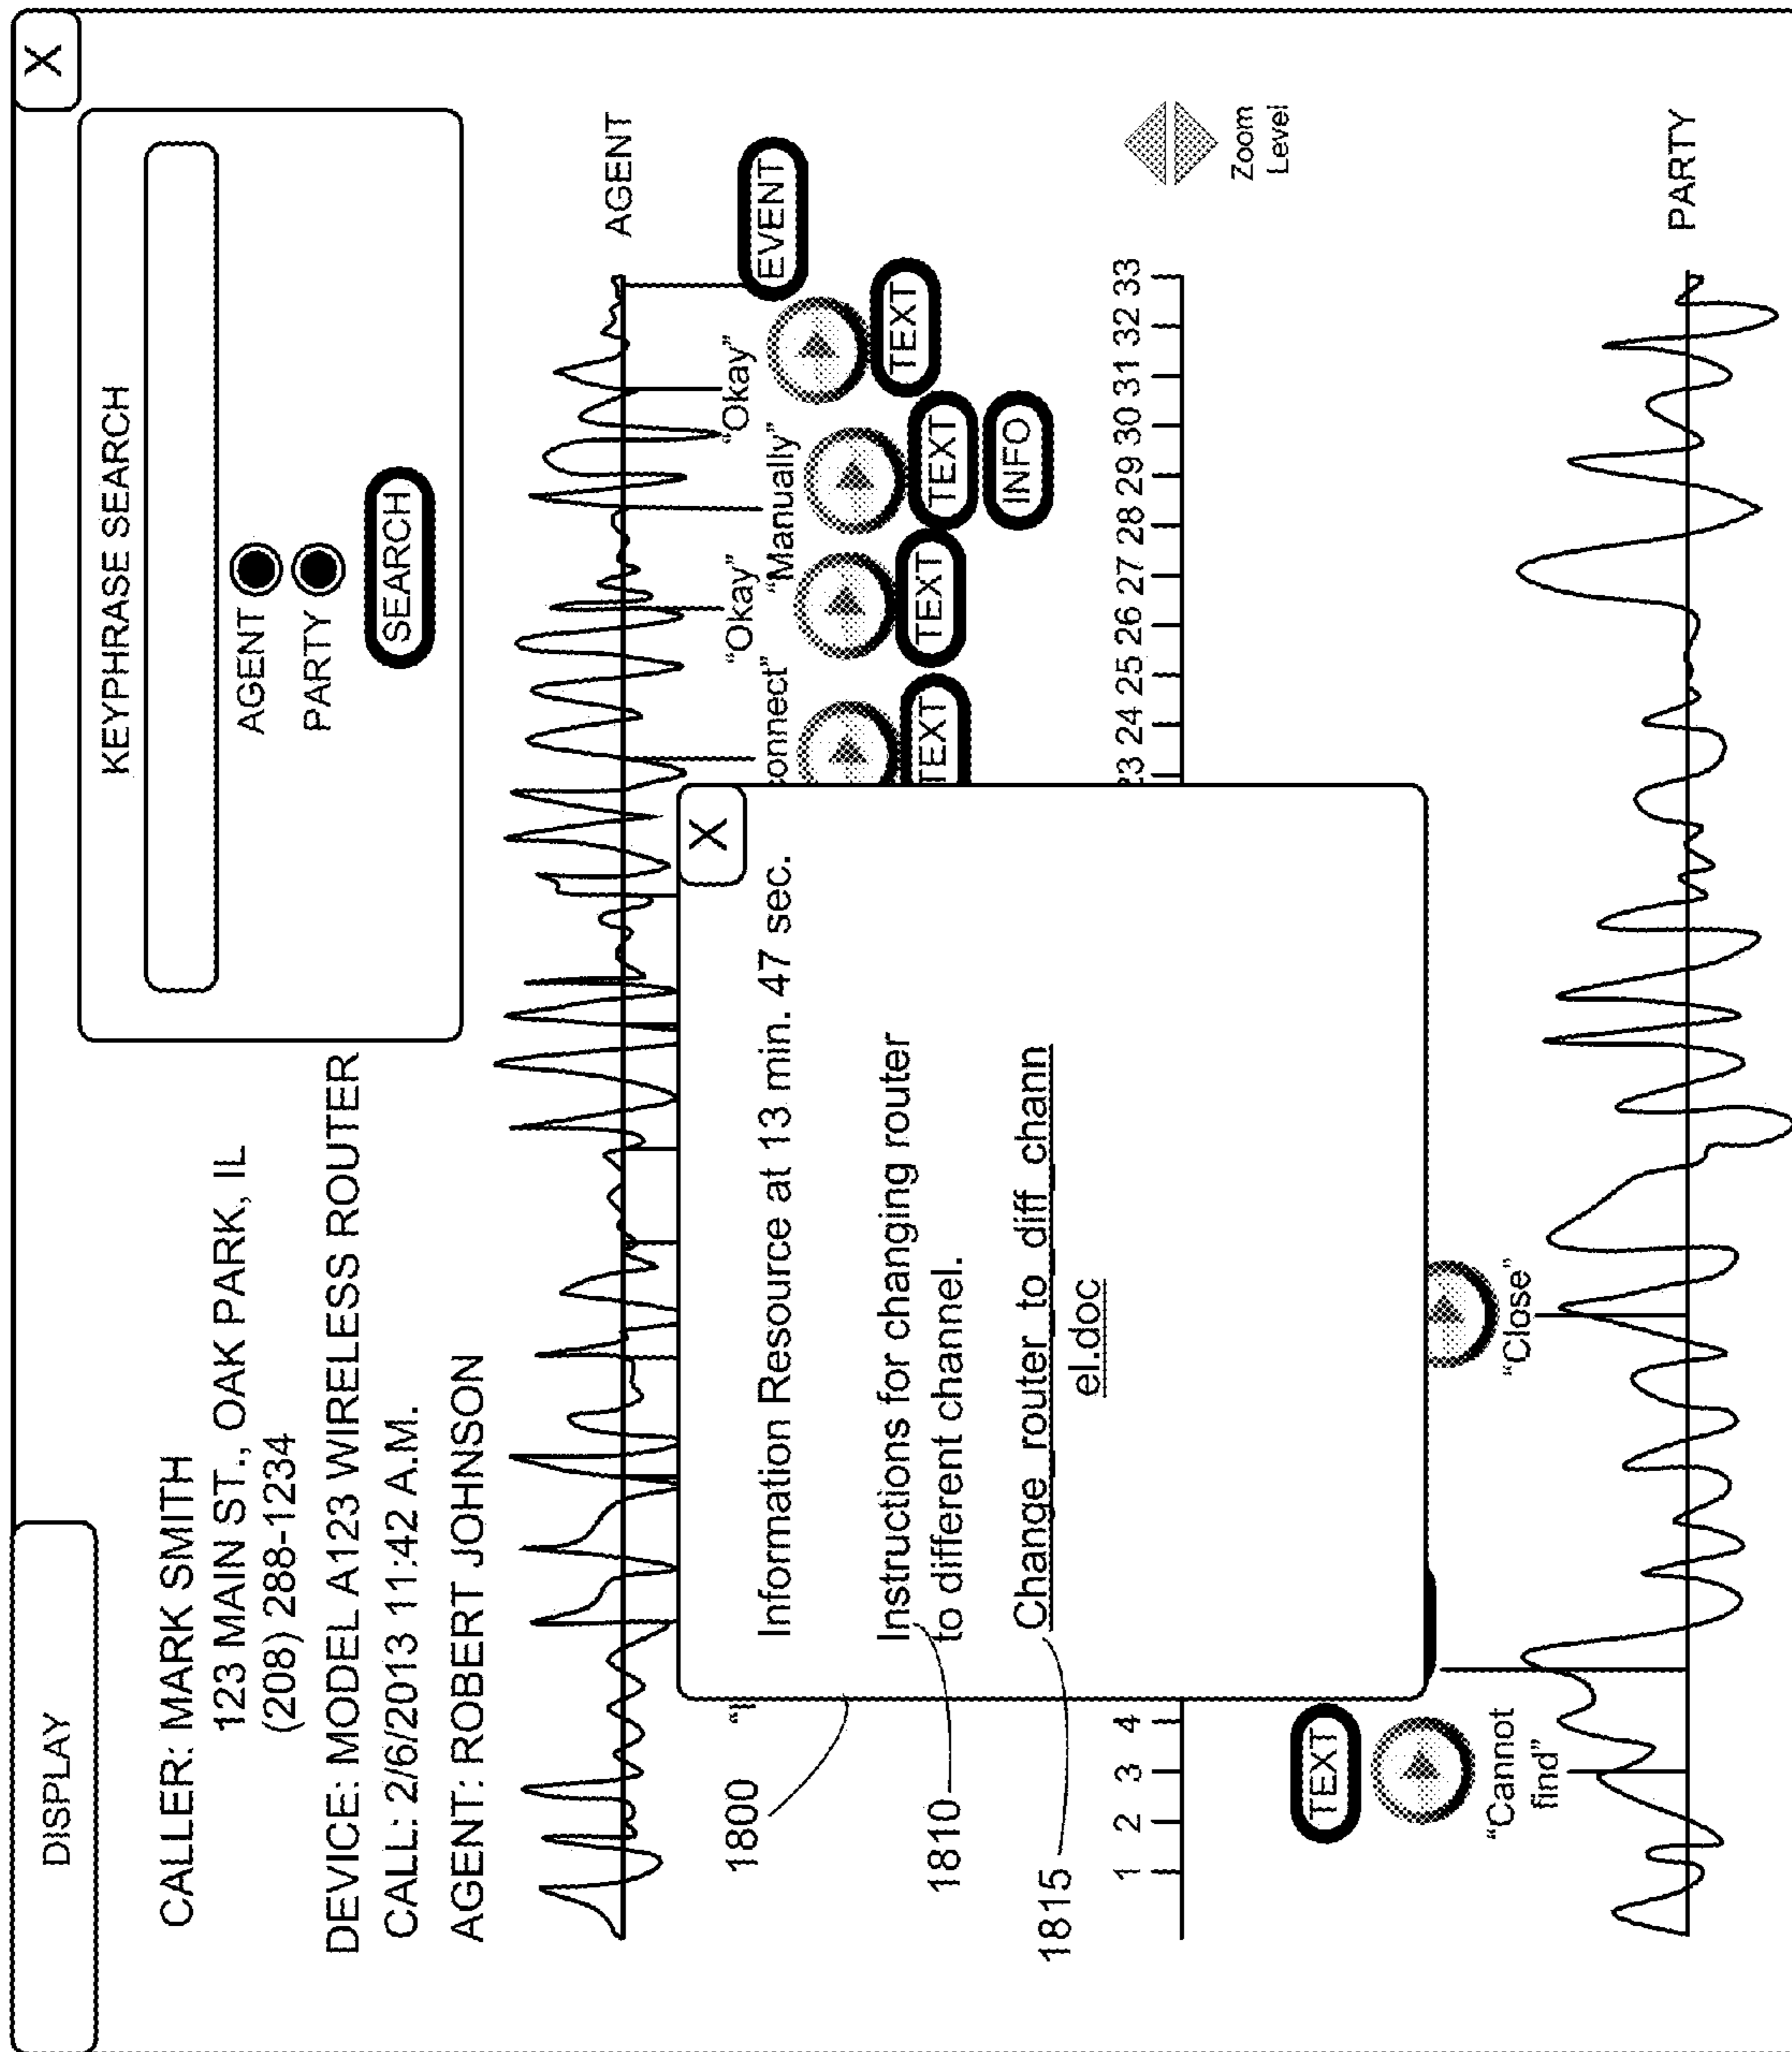 DISPLAY
X
CALLER: MARK SMITH
123 MAIN ST., OAK PARK, IL
(208) 288-1234
DEVICE: MODEL A123 WIRELESS ROUTER
CALL: 2/6/2013 11:42 A.M.
AGENT: ROBERT JOHNSON
KEYPHRASE SEARCH
AGENT
PARTY
SEARCH
AGENT
EVENT
"Okay"
TEXT
"Manually"
TEXT
INFO
"Okay"
TEXT
onnect"
TEXT
1800
1810
1815
X
Information Resource at 13 min. 47 sec.
Instructions for changing router
to different channel.
Change_router_to_diff_chann
el.doc
1 2 3 4
23 24 25 26 27 28 29 30 31 32 33
Zoom
Level
TEXT
"Cannot
find"
"Close"
PARTY